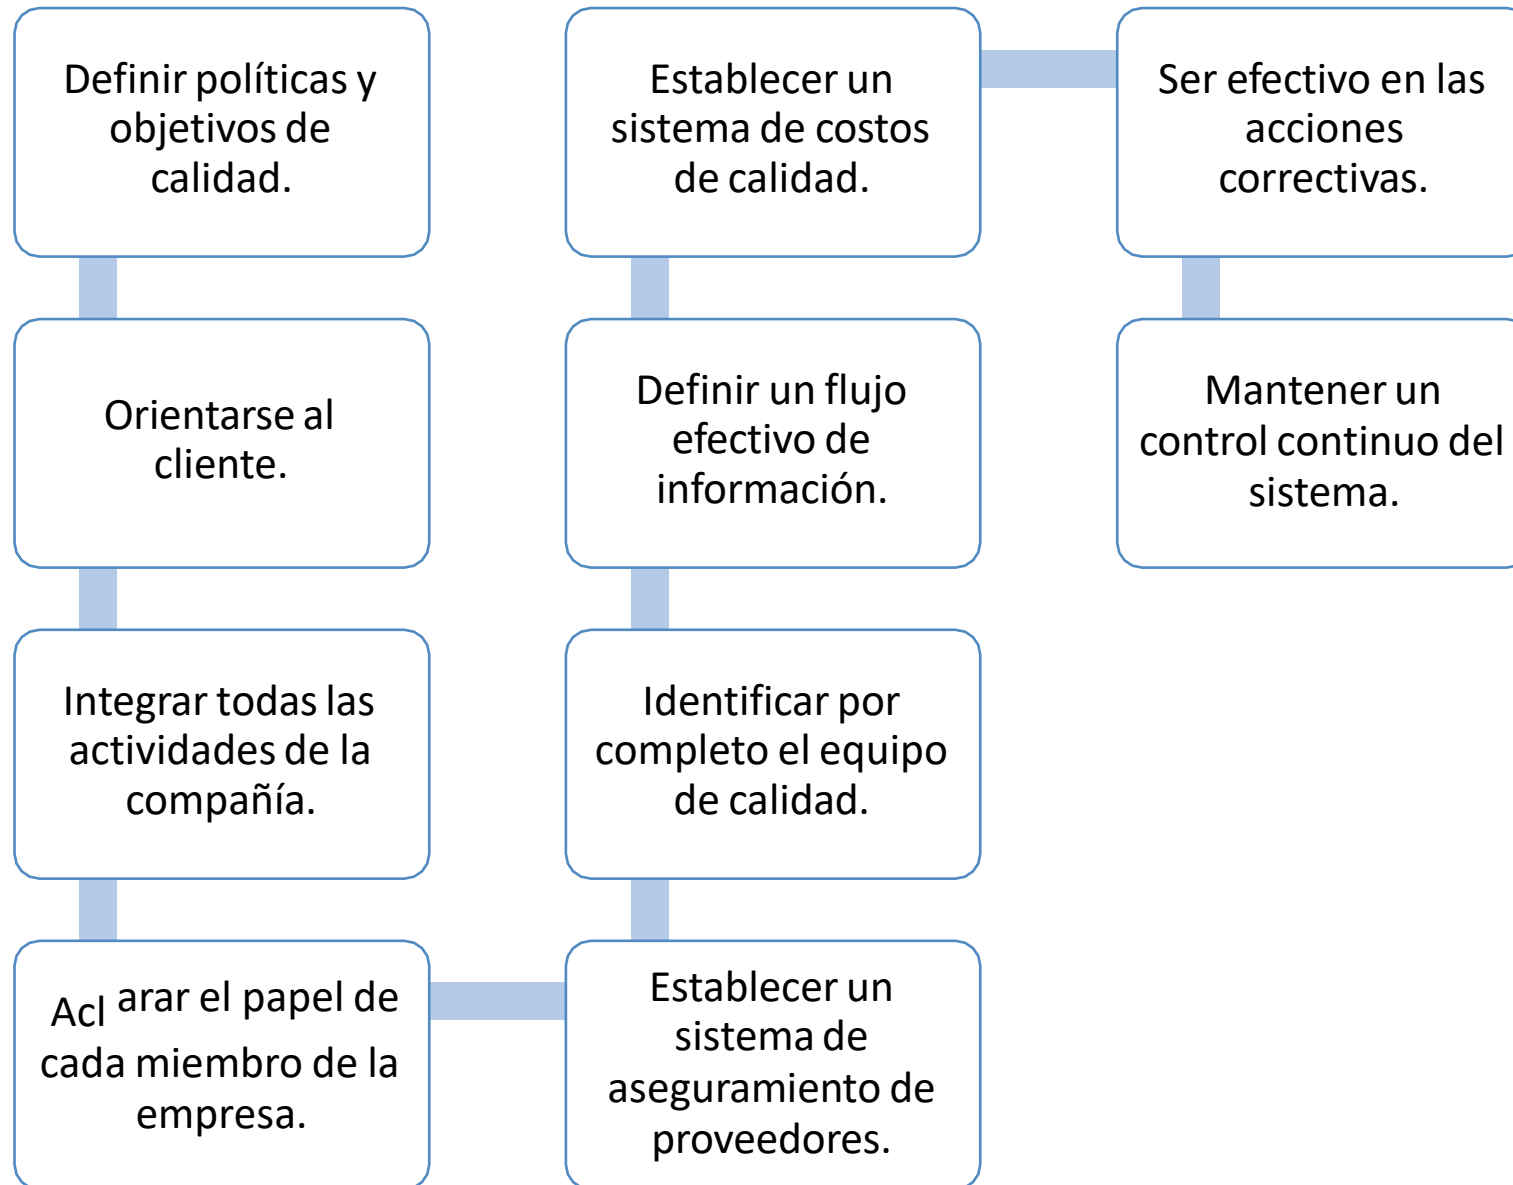 Definir políticas y
objetivos de
calidad.
Orientarse al
cliente.
Integrar todas las
actividades de la
compañía.
Aclarar el papel de
cada miembro de la
empresa.
Establecer un
sistema de
aseguramiento de
proveedores.
Identificar por
completo el equipo
de calidad.
Definir un flujo
efectivo de
información.
Establecer un
sistema de costos
de calidad.
Ser efectivo en las
acciones
correctivas.
Mantener un
control continuo del
sistema.